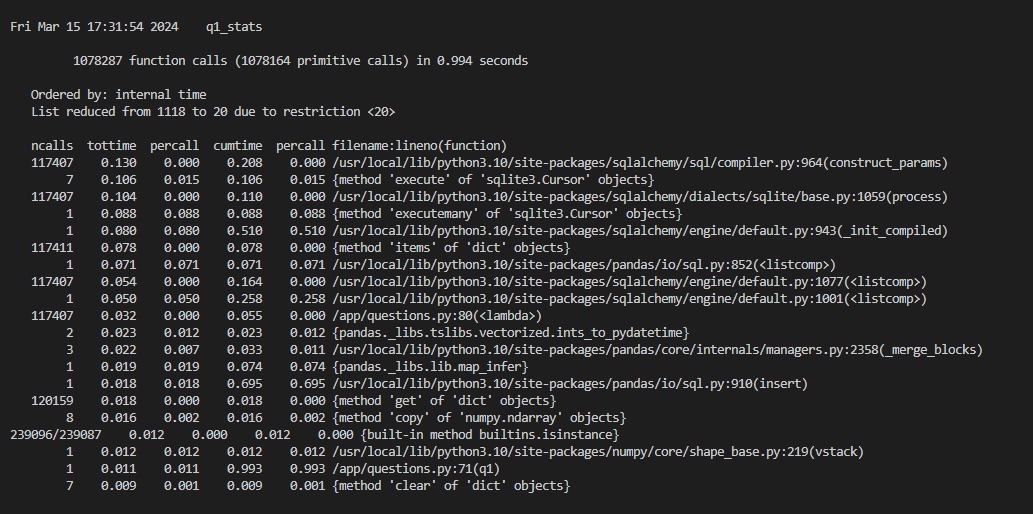 Fri Mar 15 17:31:54 2024    q1_stats
1078287 function calls (1078164 primitive calls) in 0.994 seconds
Ordered by: internal time
List reduced from 1118 to 20 due to restriction <20>
ncalls  tottime  percall  cumtime  percall filename:lineno(function)
117407    0.130    0.000    0.208    0.000 /usr/local/lib/python3.10/site-packages/sqlalchemy/sql/compiler.py:964(construct_params)
7    0.106    0.015    0.106    0.015 {method 'execute' of 'sqlite3.Cursor' objects}
117407    0.104    0.000    0.110    0.000 /usr/local/lib/python3.10/site-packages/sqlalchemy/dialects/sqlite/base.py:1059(process)
1    0.088    0.088    0.088    0.088 {method 'executemany' of 'sqlite3.Cursor' objects}
1    0.080    0.080    0.510    0.510 /usr/local/lib/python3.10/site-packages/sqlalchemy/engine/default.py:943(_init_compiled)
117411    0.078    0.000    0.078    0.000 {method 'items' of 'dict' objects}
1    0.071    0.071    0.071    0.071 /usr/local/lib/python3.10/site-packages/pandas/io/sql.py:852(<listcomp>)
117407    0.054    0.000    0.164    0.000 /usr/local/lib/python3.10/site-packages/sqlalchemy/engine/default.py:1077(<listcomp>)
1    0.050    0.050    0.258    0.258 /usr/local/lib/python3.10/site-packages/sqlalchemy/engine/default.py:1001(<listcomp>)
117407    0.032    0.000    0.055    0.000 /app/questions.py:80(<lambda>)
2    0.023    0.012    0.023    0.012 {pandas._libs.tslibs.vectorized.ints_to_pydatetime}
3    0.022    0.007    0.033    0.011 /usr/local/lib/python3.10/site-packages/pandas/core/internals/managers.py:2358(_merge_blocks)
1    0.019    0.019    0.074    0.074 {pandas._libs.lib.map_infer}
1    0.018    0.018    0.695    0.695 /usr/local/lib/python3.10/site-packages/pandas/io/sql.py:910(insert)
120159    0.018    0.000    0.018    0.000 {method 'get' of 'dict' objects}
8    0.016    0.002    0.016    0.002 {method 'copy' of 'numpy.ndarray' objects}
239096/239087    0.012    0.000    0.012    0.000 {built-in method builtins.isinstance}
1    0.012    0.012    0.012    0.012 /usr/local/lib/python3.10/site-packages/numpy/core/shape_base.py:219(vstack)
1    0.011    0.011    0.993    0.993 /app/questions.py:71(q1)
7    0.009    0.001    0.009    0.001 {method 'clear' of 'dict' objects}